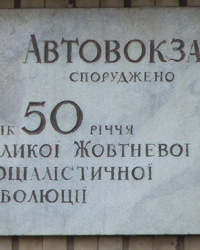 Автовокза
споруджено
ік 50 річчя
ликої Жовтневої
оціалістичної
волюції